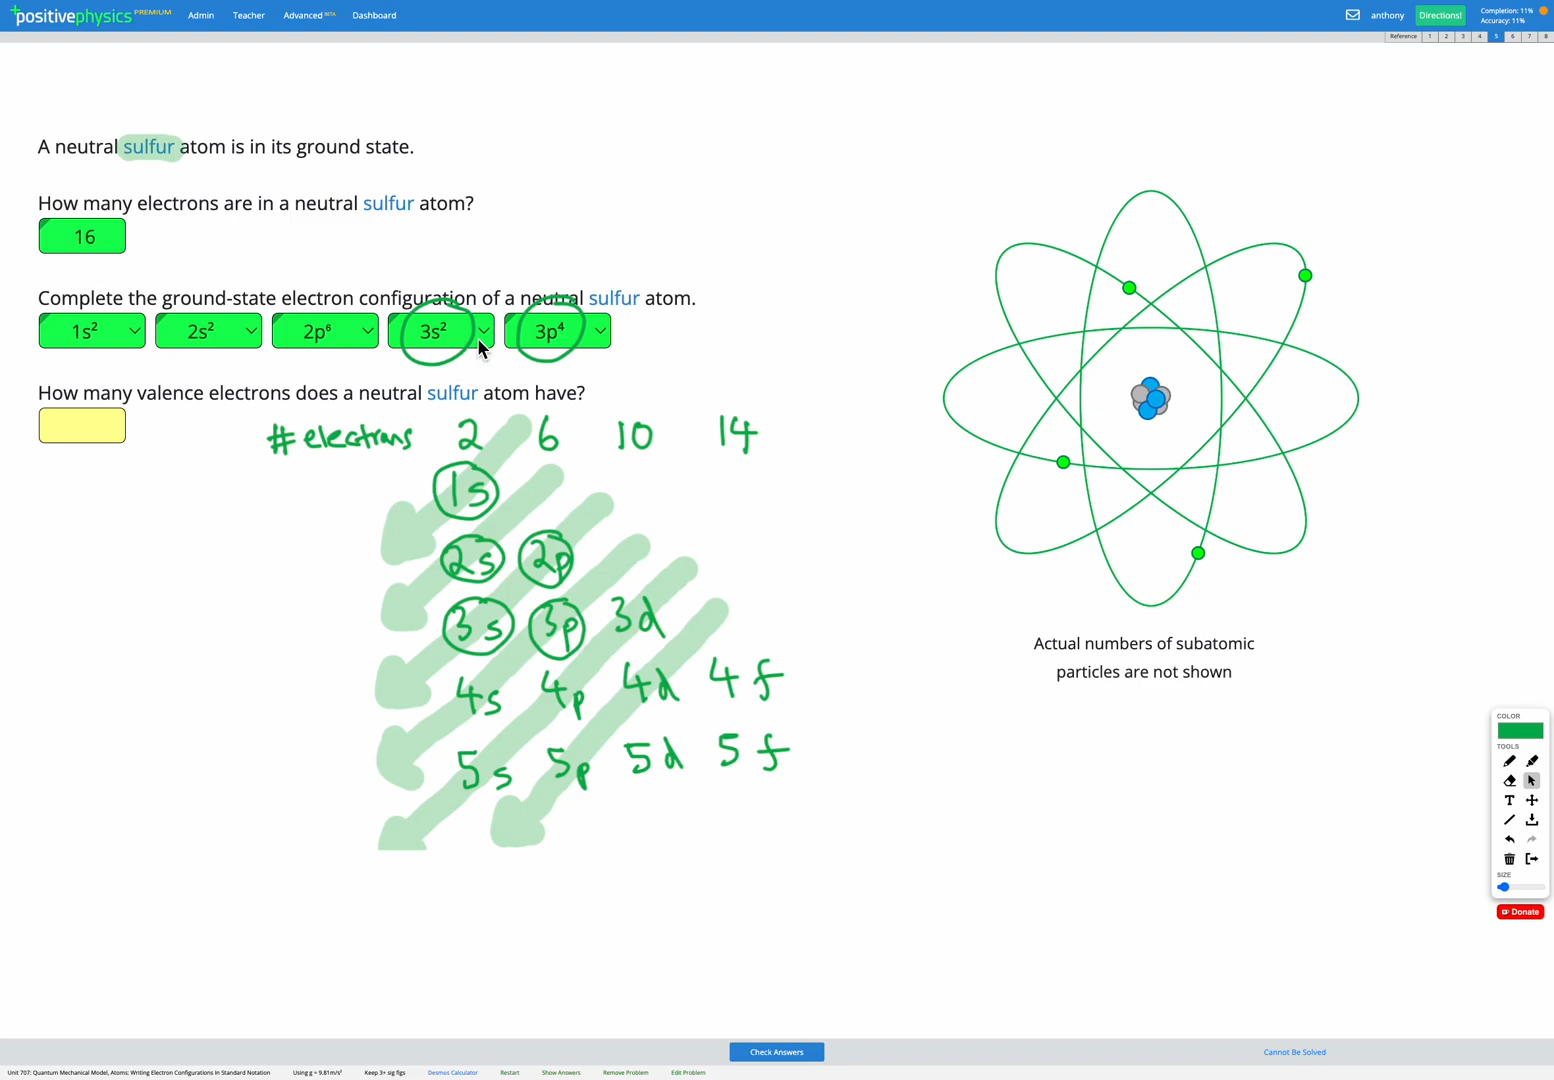 +positivephysics PREMIUM Admin Teacher Advanced BETA Dashboard anthony Directions! Completion: 11%
Accuracy: 11%
Reference 1 2 3 4 5 6 7 8
A neutral sulfur atom is in its ground state.
How many electrons are in a neutral sulfur atom?
16
Complete the ground-state electron configuration of a neutral sulfur atom.
1s² 2s² 2p⁶ 3s² 3p⁴
How many valence electrons does a neutral sulfur atom have?
# electrons 2 6 10 14
1s
2s 2p
3s 3p 3d
4s 4p 4d 4f
5s 5p 5d 5f
Actual numbers of subatomic
particles are not shown
COLOR
TOOLS
T
SIZE
Donate
Check Answers Cannot Be Solved
Unit 707: Quantum Mechanical Model, Atoms: Writing Electron Configurations In Standard Notation Using g = 9.81m/s² Keep 3+ sig figs Desmos Calculator Restart Show Answers Remove Problem Edit Problem